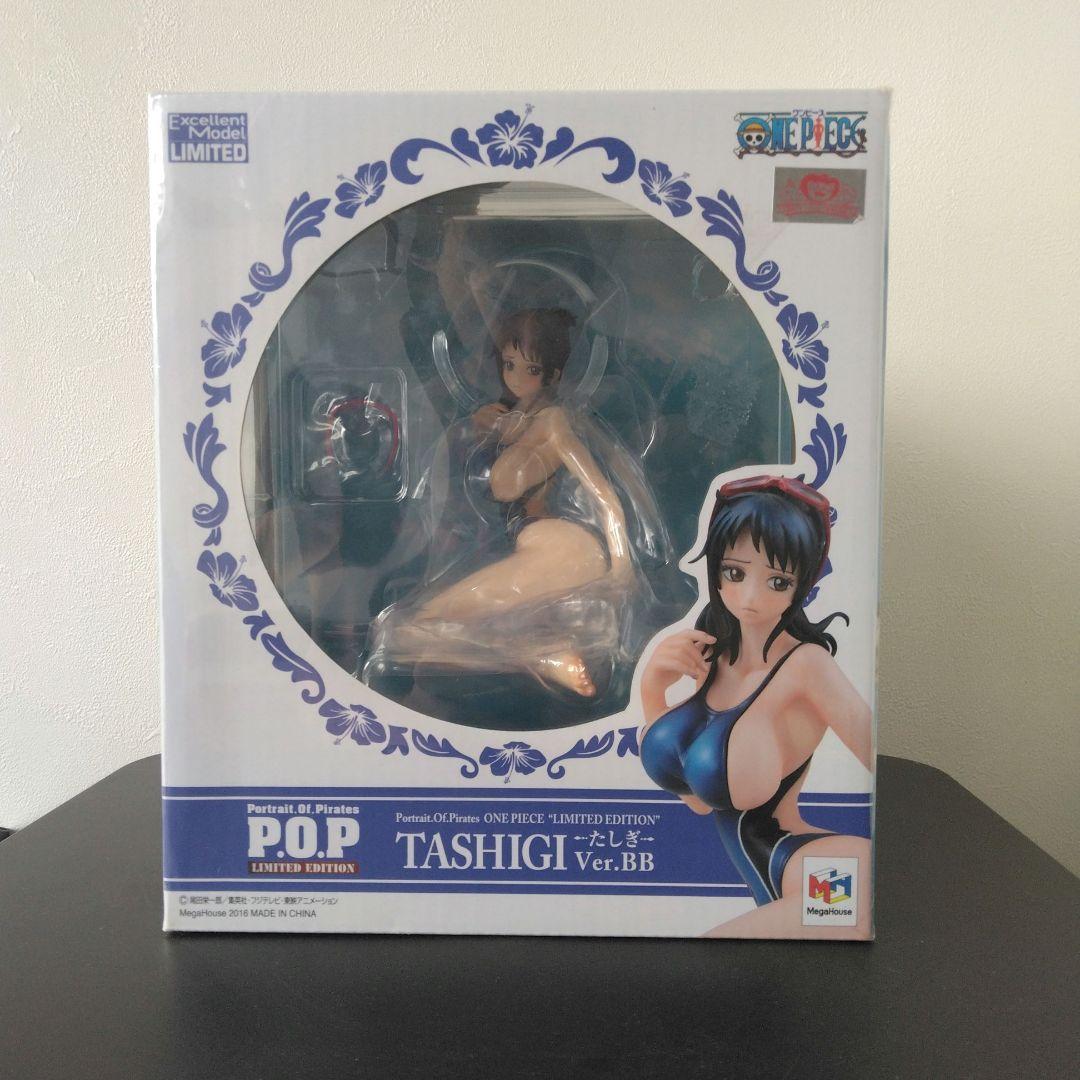 Excellent
Model
LIMITED
ワンピース
ONE PIECE
Portrait.Of.Pirates
P.O.P
LIMITED EDITION
Portrait.Of.Pirates ONE PIECE "LIMITED EDITION"
TASHIGI
たしぎ
Ver.BB
©尾田栄一郎/集英社・フジテレビ・東映アニメーション
MegaHouse 2016 MADE IN CHINA
MH
MegaHouse